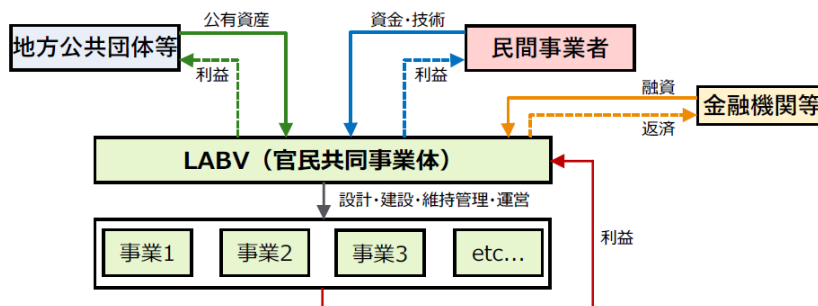 公有資産
資金・技術
地方公共団体等
民間事業者
利益
利益
融資
金融機関等
返済
LABV（官民共同事業体）
設計・建設・維持管理・運営
利益
事業1
事業2
事業3
etc...